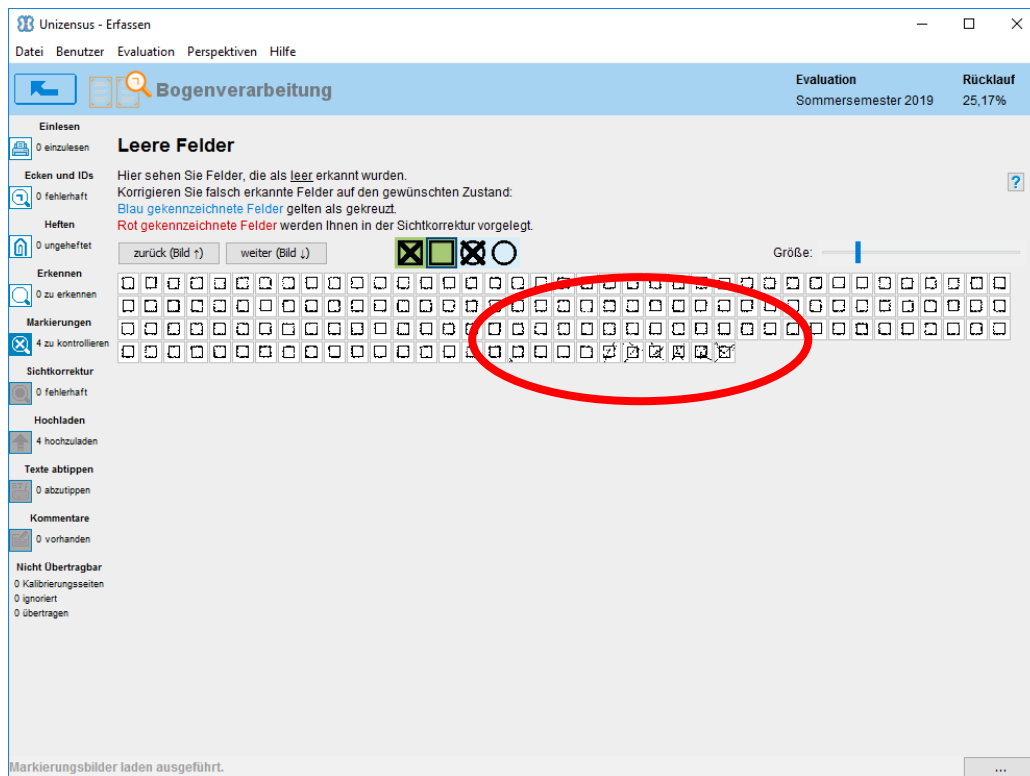 Unizensus - Erfassen
Datei Benutzer Evaluation Perspektiven Hilfe
Bogenverarbeitung
Evaluation
Sommersemester 2019
Rücklauf
25,17%
Einlesen
0 einzulesen
Ecken und IDs
0 fehlerhaft
Heften
0 ungeheftet
Erkennen
0 zu erkennen
Markierungen
4 zu kontrollieren
Sichtkorrektur
0 fehlerhaft
Hochladen
4 hochzuladen
Texte abtippen
0 abzutippen
Kommentare
0 vorhanden
Nicht Übertragbar
0 Kalibrierungsseiten
0 ignoriert
0 übertragen
Leere Felder
Hier sehen Sie Felder, die als leer erkannt wurden.
Korrigieren Sie falsch erkannte Felder auf den gewünschten Zustand:
Blau gekennzeichnete Felder gelten als gekreuzt.
Rot gekennzeichnete Felder werden Ihnen in der Sichtkorrektur vorgelegt.
?
zurück (Bild ↑) weiter (Bild ↓)
Größe:
Markierungsbilder laden ausgeführt.
...